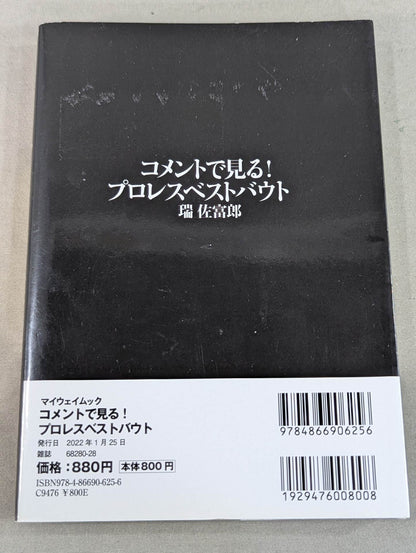 コメントで見る!
プロレスベストバウト
瑞 佐富郎
マイウェイムック
コメントで見る!
プロレスベストバウト
発行日 2022年1月25日
雑誌 68280-28
価格:880円 本体800円
ISBN978-4-86690-625-6
C9476 ¥800E
9784866906256
1929476008008